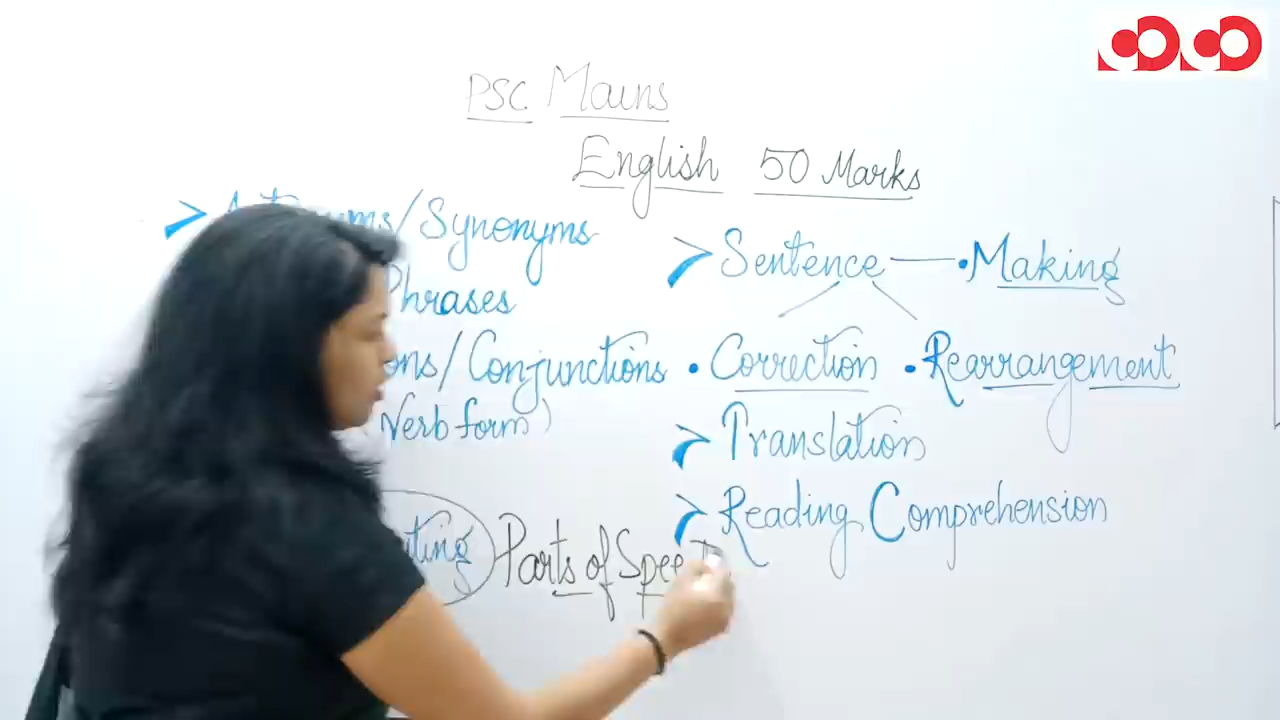 PSC Mains
English 50 Marks
/Synonyms
Phrases
/Conjunctions
Verb form)
Parts of
➤ Sentence — • Making
• Correction • Rearrangement
➤ Translation
➤ Reading Comprehension